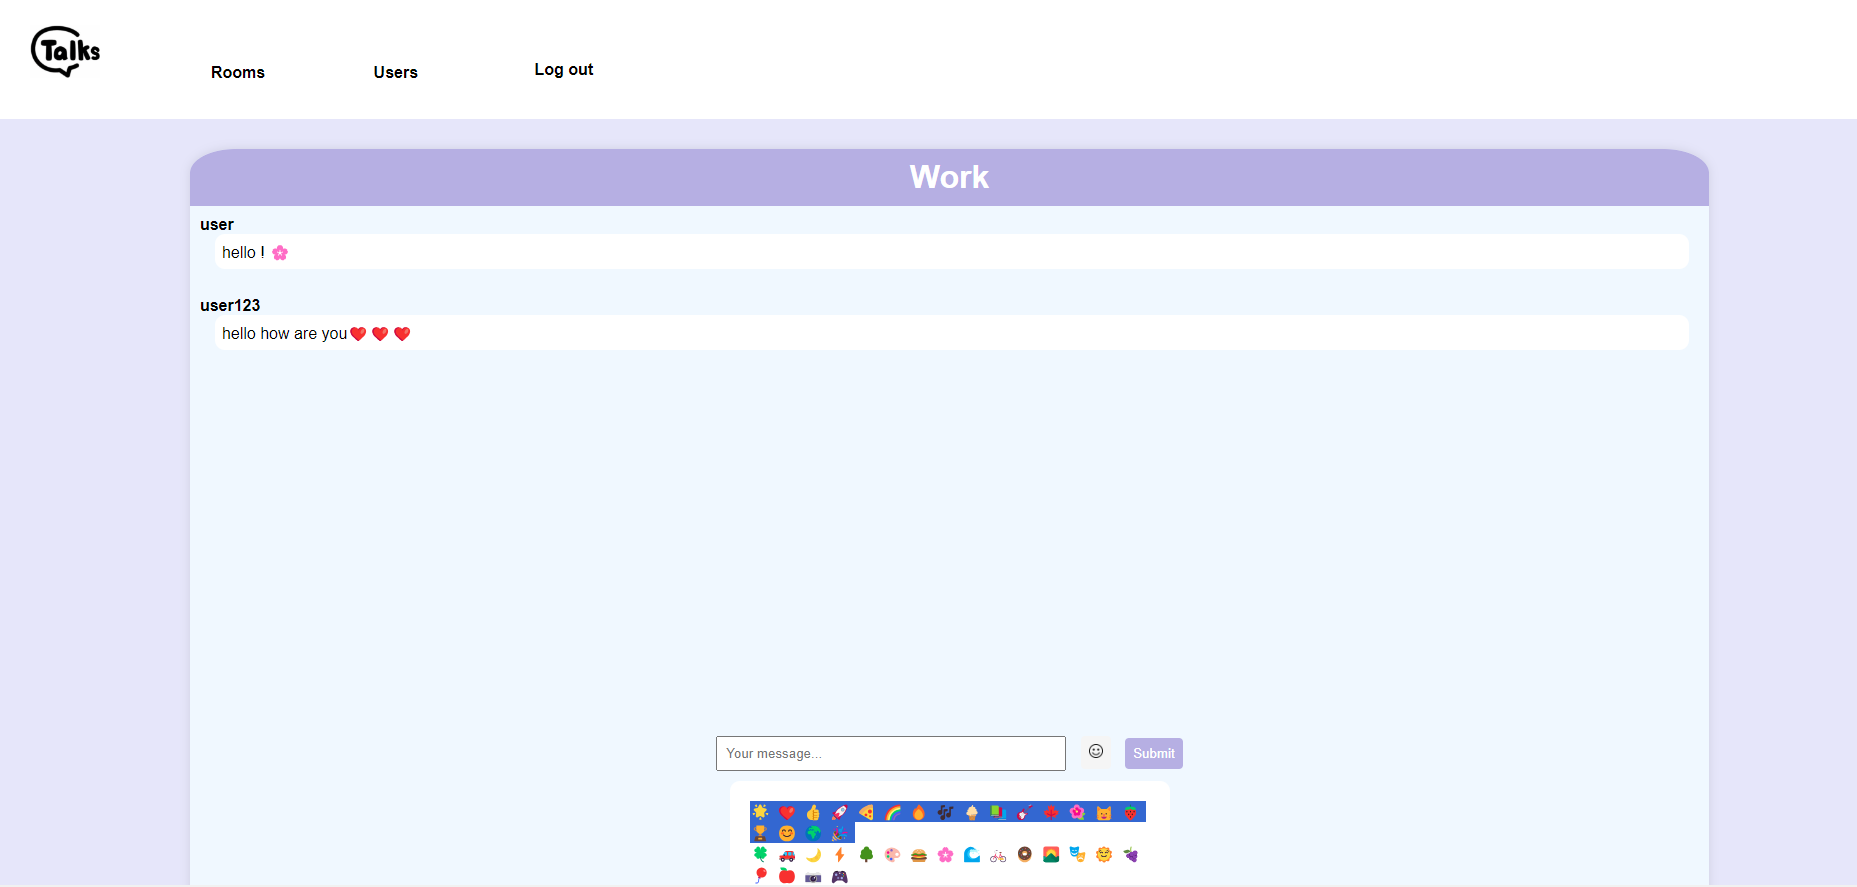 Talks
Rooms Users Log out
Work
user
hello ! 🌸
user123
hello how are you❤️ ❤️ ❤️
Your message... Submit